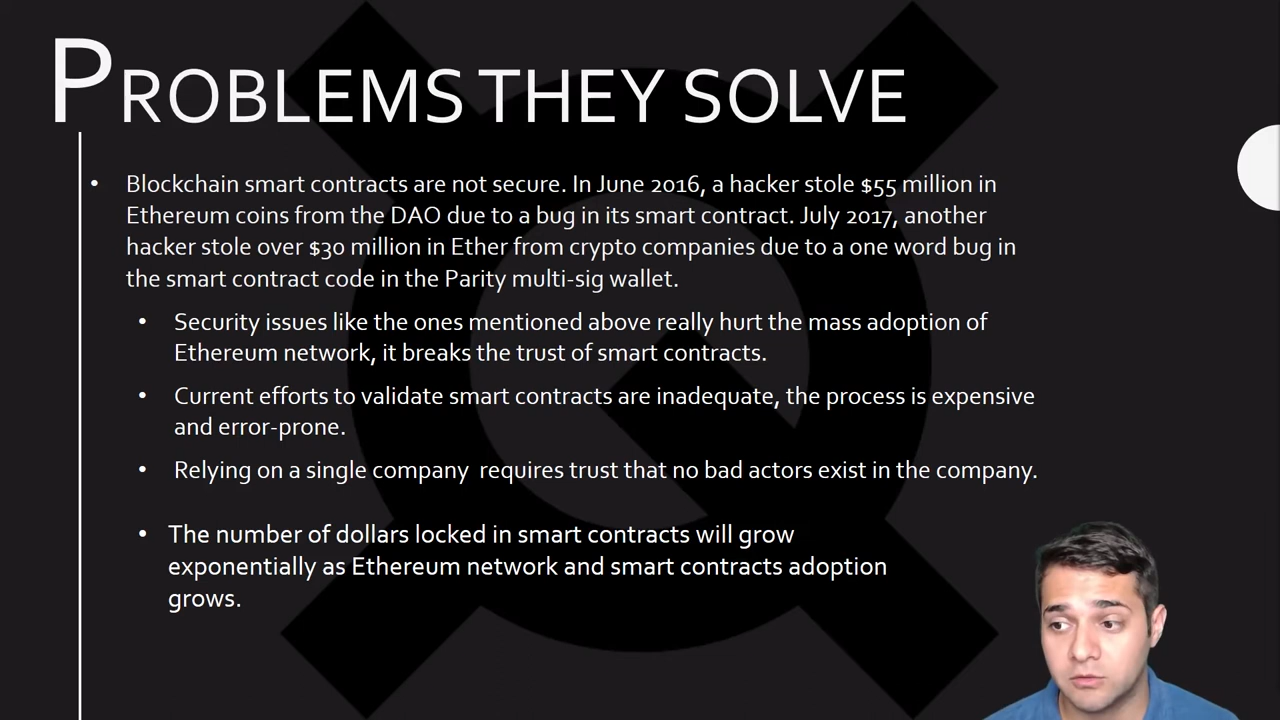 PROBLEMS THEY SOLVE
• Blockchain smart contracts are not secure. In June 2016, a hacker stole $55 million in
Ethereum coins from the DAO due to a bug in its smart contract. July 2017, another
hacker stole over $30 million in Ether from crypto companies due to a one word bug in
the smart contract code in the Parity multi-sig wallet.
• Security issues like the ones mentioned above really hurt the mass adoption of
Ethereum network, it breaks the trust of smart contracts.
• Current efforts to validate smart contracts are inadequate, the process is expensive
and error-prone.
• Relying on a single company requires trust that no bad actors exist in the company.
• The number of dollars locked in smart contracts will grow
exponentially as Ethereum network and smart contracts adoption
grows.